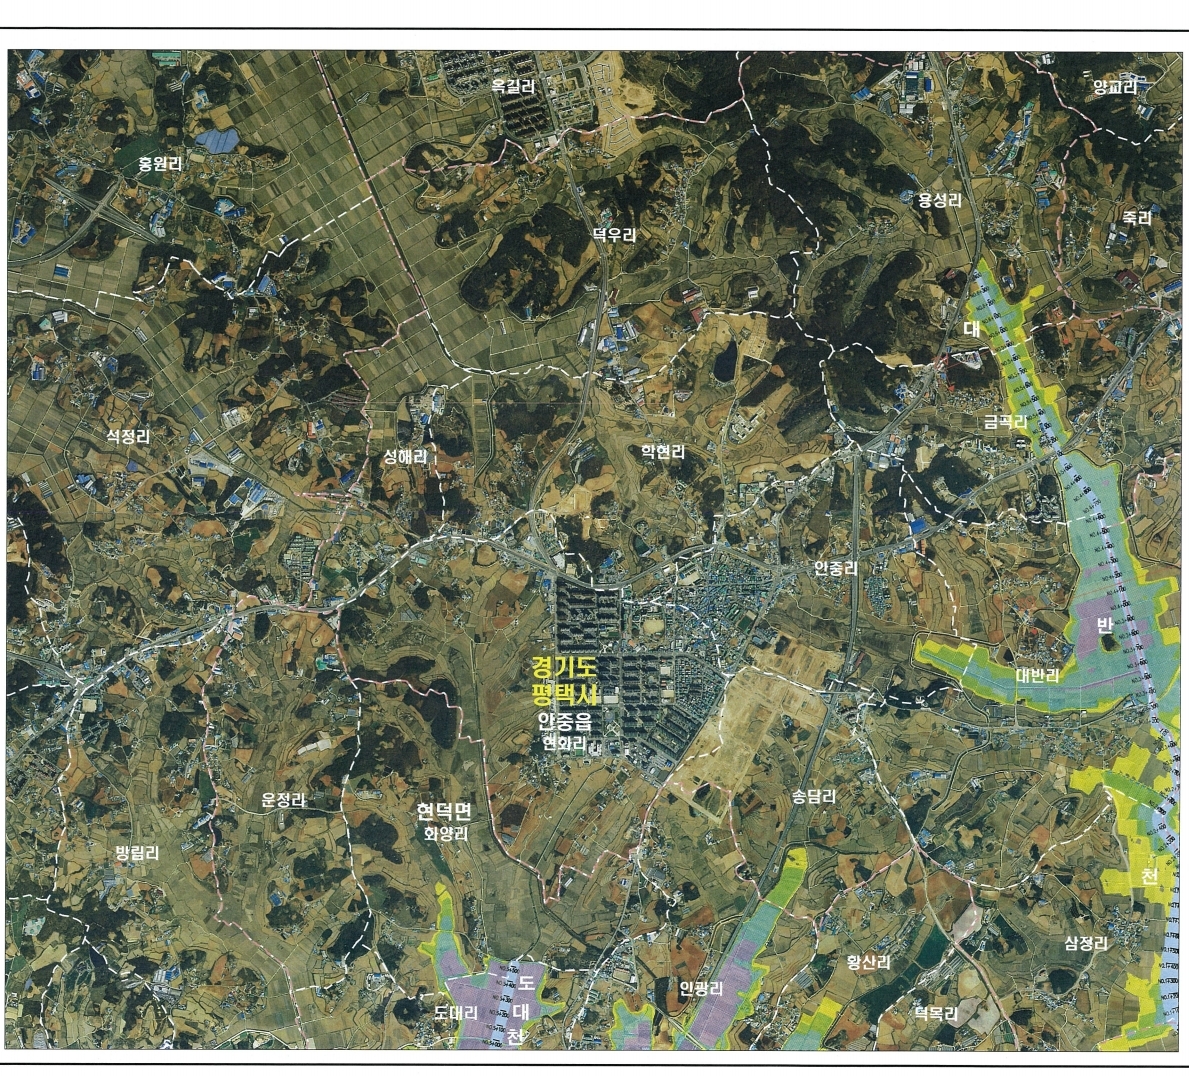 옥길리
앙교리
홍원리
용성리
죽리
덕우리
대
금곡리
석정리
성해리
학현리
안중리
반
경기도
평택시
안중읍
현화리
대반리
운정리
현덕면
화양리
송담리
방림리
천
삼정리
황산리
인광리
도
대
천
도대리
덕목리